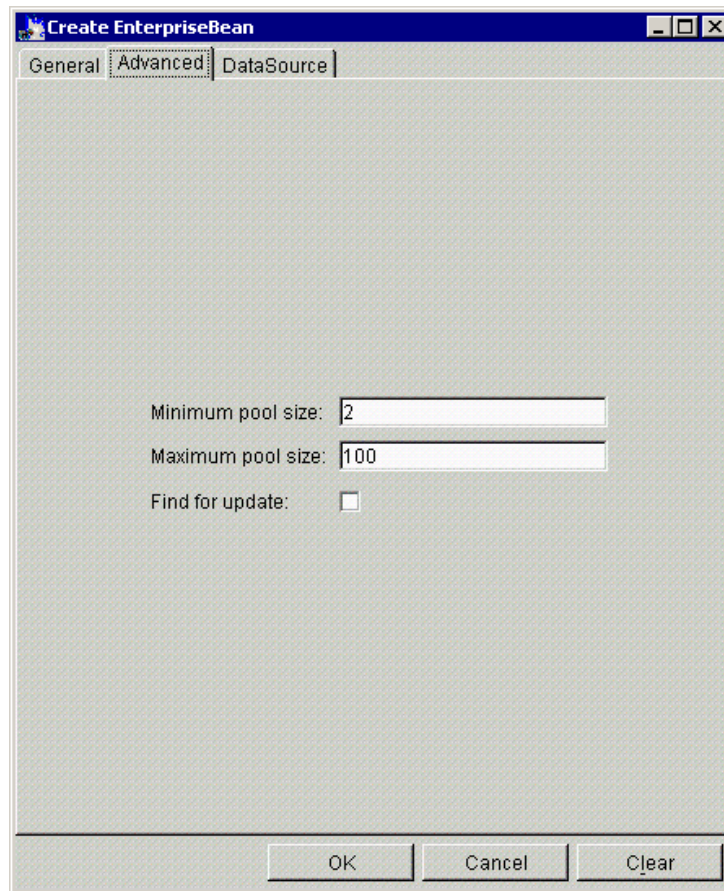 Create EnterpriseBean
General Advanced DataSource
Minimum pool size: 2
Maximum pool size: 100
Find for update:
OK Cancel Clear